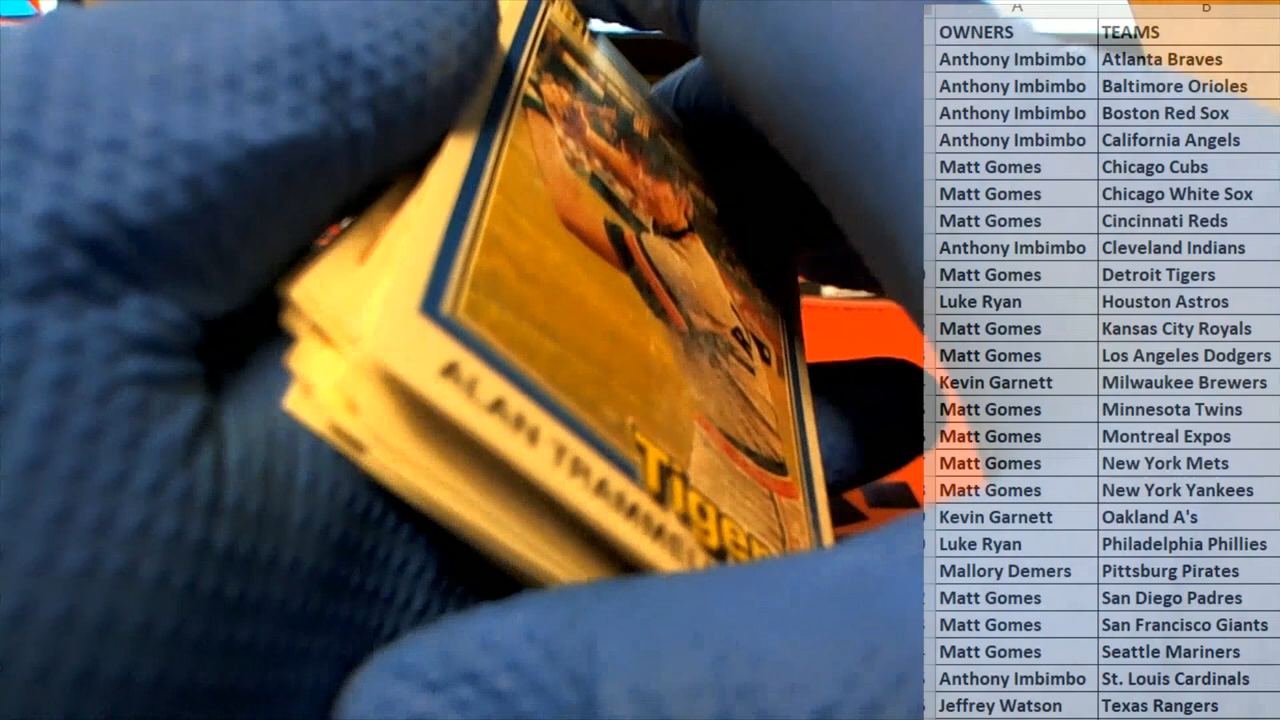 A B
OWNERS TEAMS
Anthony Imbimbo Atlanta Braves
Anthony Imbimbo Baltimore Orioles
Anthony Imbimbo Boston Red Sox
Anthony Imbimbo California Angels
Matt Gomes Chicago Cubs
Matt Gomes Chicago White Sox
Matt Gomes Cincinnati Reds
Anthony Imbimbo Cleveland Indians
Matt Gomes Detroit Tigers
Luke Ryan Houston Astros
Matt Gomes Kansas City Royals
Matt Gomes Los Angeles Dodgers
Kevin Garnett Milwaukee Brewers
Matt Gomes Minnesota Twins
Matt Gomes Montreal Expos
Matt Gomes New York Mets
Matt Gomes New York Yankees
Kevin Garnett Oakland A's
Luke Ryan Philadelphia Phillies
Mallory Demers Pittsburg Pirates
Matt Gomes San Diego Padres
Matt Gomes San Francisco Giants
Matt Gomes Seattle Mariners
Anthony Imbimbo St. Louis Cardinals
Jeffrey Watson Texas Rangers
Tiger
ALAN TRAMME